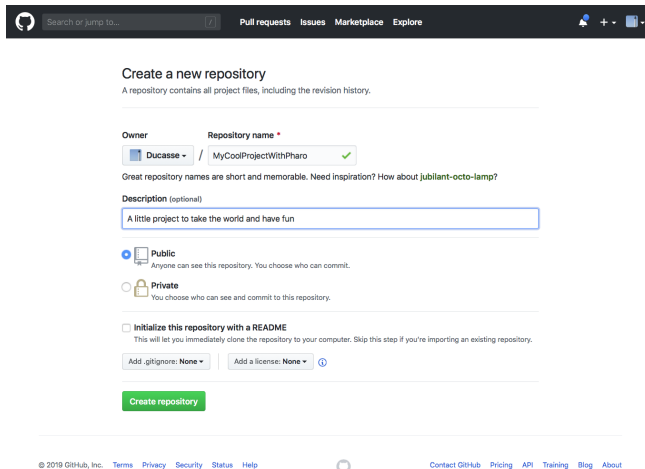 Search or jump to... /
Pull requests Issues Marketplace Explore
Create a new repository
A repository contains all project files, including the revision history.
Owner Repository name *
Ducasse / MyCoolProjectWithPharo
Great repository names are short and memorable. Need inspiration? How about jubilant-octo-lamp?
Description (optional)
A little project to take the world and have fun
Public
Anyone can see this repository. You choose who can commit.
Private
You choose who can see and commit to this repository.
Initialize this repository with a README
This will let you immediately clone the repository to your computer. Skip this step if you're importing an existing repository.
Add .gitignore: None Add a license: None
Create repository
© 2019 GitHub, Inc. Terms Privacy Security Status Help Contact GitHub Pricing API Training Blog About